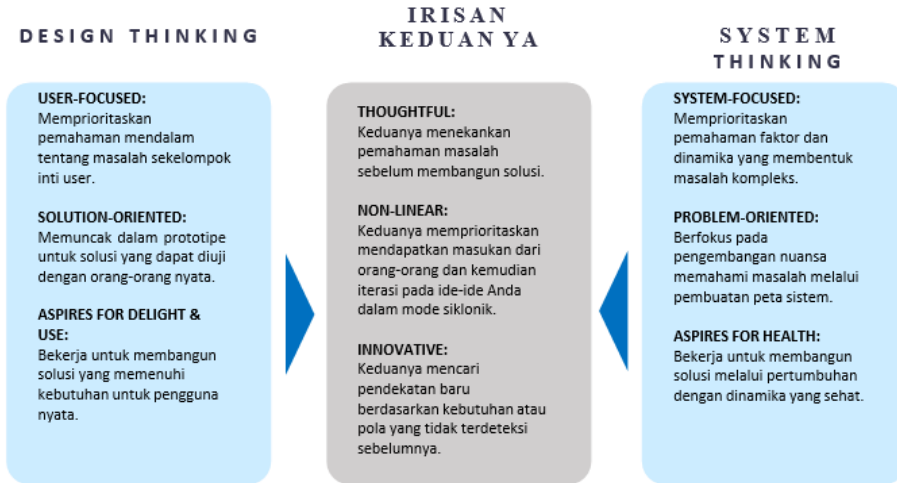 DESIGN THINKING
USER-FOCUSED:
Memprioritaskan
pemahaman mendalam
tentang masalah sekelompok
inti user.
SOLUTION-ORIENTED:
Memuncak dalam prototipe
untuk solusi yang dapat diuji
dengan orang-orang nyata.
ASPIRES FOR DELIGHT &
USE:
Bekerja untuk membangun
solusi yang memenuhi
kebutuhan untuk pengguna
nyata.
IRISAN
KEDUAN YA
THOUGHTFUL:
Keduanya menekankan
pemahaman masalah
sebelum membangun solusi.
NON-LINEAR:
Keduanya memprioritaskan
mendapatkan masukan dari
orang-orang dan kemudian
iterasi pada ide-ide Anda
dalam mode siklonik.
INNOVATIVE:
Keduanya mencari
pendekatan baru
berdasarkan kebutuhan atau
pola yang tidak terdeteksi
sebelumnya.
SYSTEM
THINKING
SYSTEM-FOCUSED:
Memprioritaskan
pemahaman faktor dan
dinamika yang membentuk
masalah kompleks.
PROBLEM-ORIENTED:
Berfokus pada
pengembangan nuansa
memahami masalah melalui
pembuatan peta sistem.
ASPIRES FOR HEALTH:
Bekerja untuk membangun
solusi melalui pertumbuhan
dengan dinamika yang sehat.